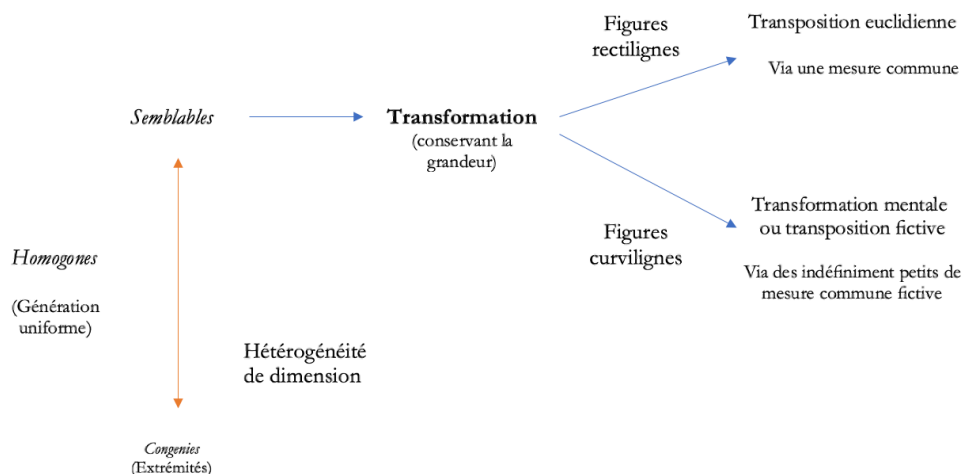 Figures
rectilignes
Transposition euclidienne
Via une mesure commune
Semblables
Transformation
(conservant la
grandeur)
Transformation mentale
ou transposition fictive
Figures
curvilignes
Homogones
Via des indéfiniment petits de
mesure commune fictive
(Génération
uniforme)
Hétérogénéité
de dimension
Congenies
(Extrémités)